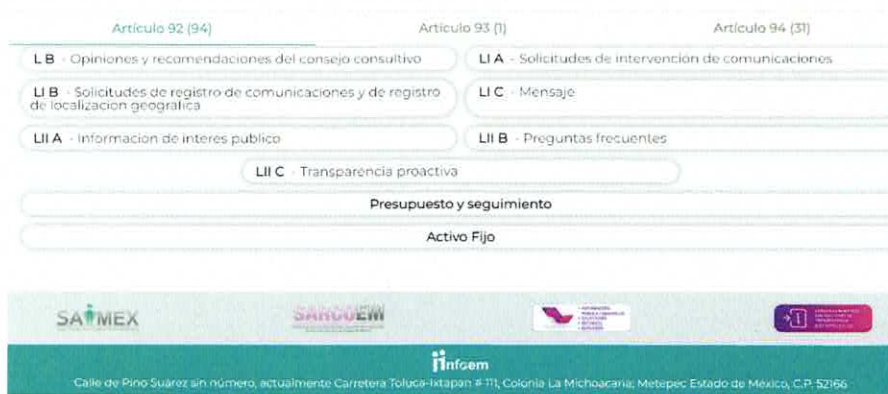 Artículo 92 (94) Artículo 93 (1) Artículo 94 (31)
L B - Opiniones y recomendaciones del consejo consultivo
LI A - Solicitudes de intervención de comunicaciones
LI B - Solicitudes de registro de comunicaciones y de registro
de localizacion geografica
LI C - Mensaje
LII A - Informacion de interes publico
LII B - Preguntas frecuentes
LII C - Transparencia proactiva
Presupuesto y seguimiento
Activo Fijo
SAIMEX SARCOEM
infoem
Calle de Pino Suárez sin número, actualmente Carretera Toluca-Ixtapan # 111, Colonia La Michoacana; Metepec Estado de México, C.P. 52166